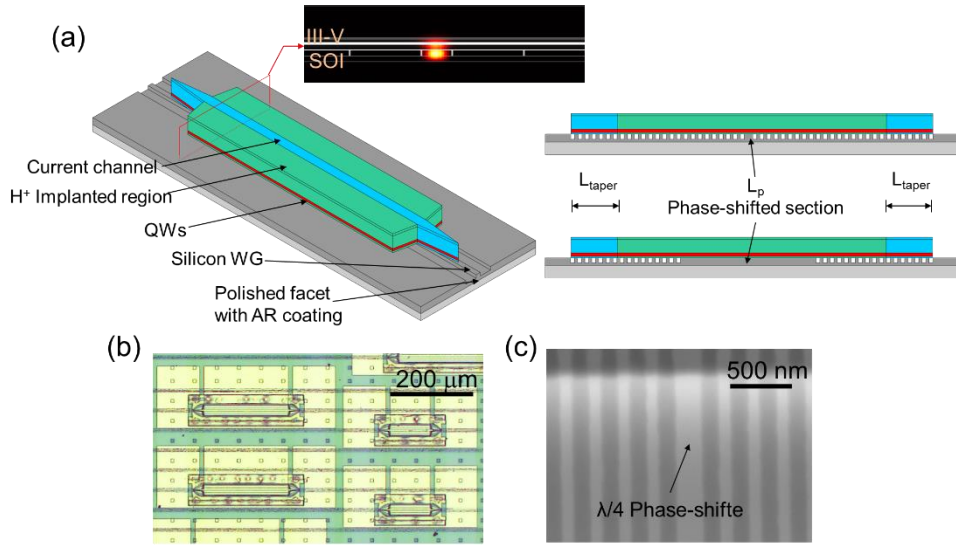 (a)
III-V
SOI
Current channel
H⁺ Implanted region
QWs
Silicon WG
Polished facet
with AR coating
L_taper
L_p
L_taper
Phase-shifted section
(b)
200 μm
(c)
500 nm
λ/4 Phase-shifte